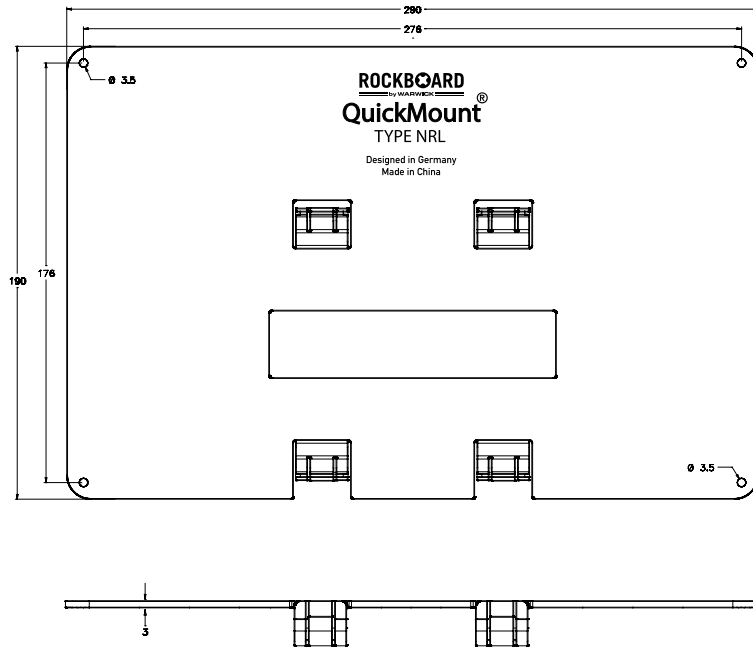 290
276
Ø 3.5
ROCKBOARD
by WARWICK
QuickMount®
TYPE NRL
Designed in Germany
Made in China
190
176
Ø 3.5
3